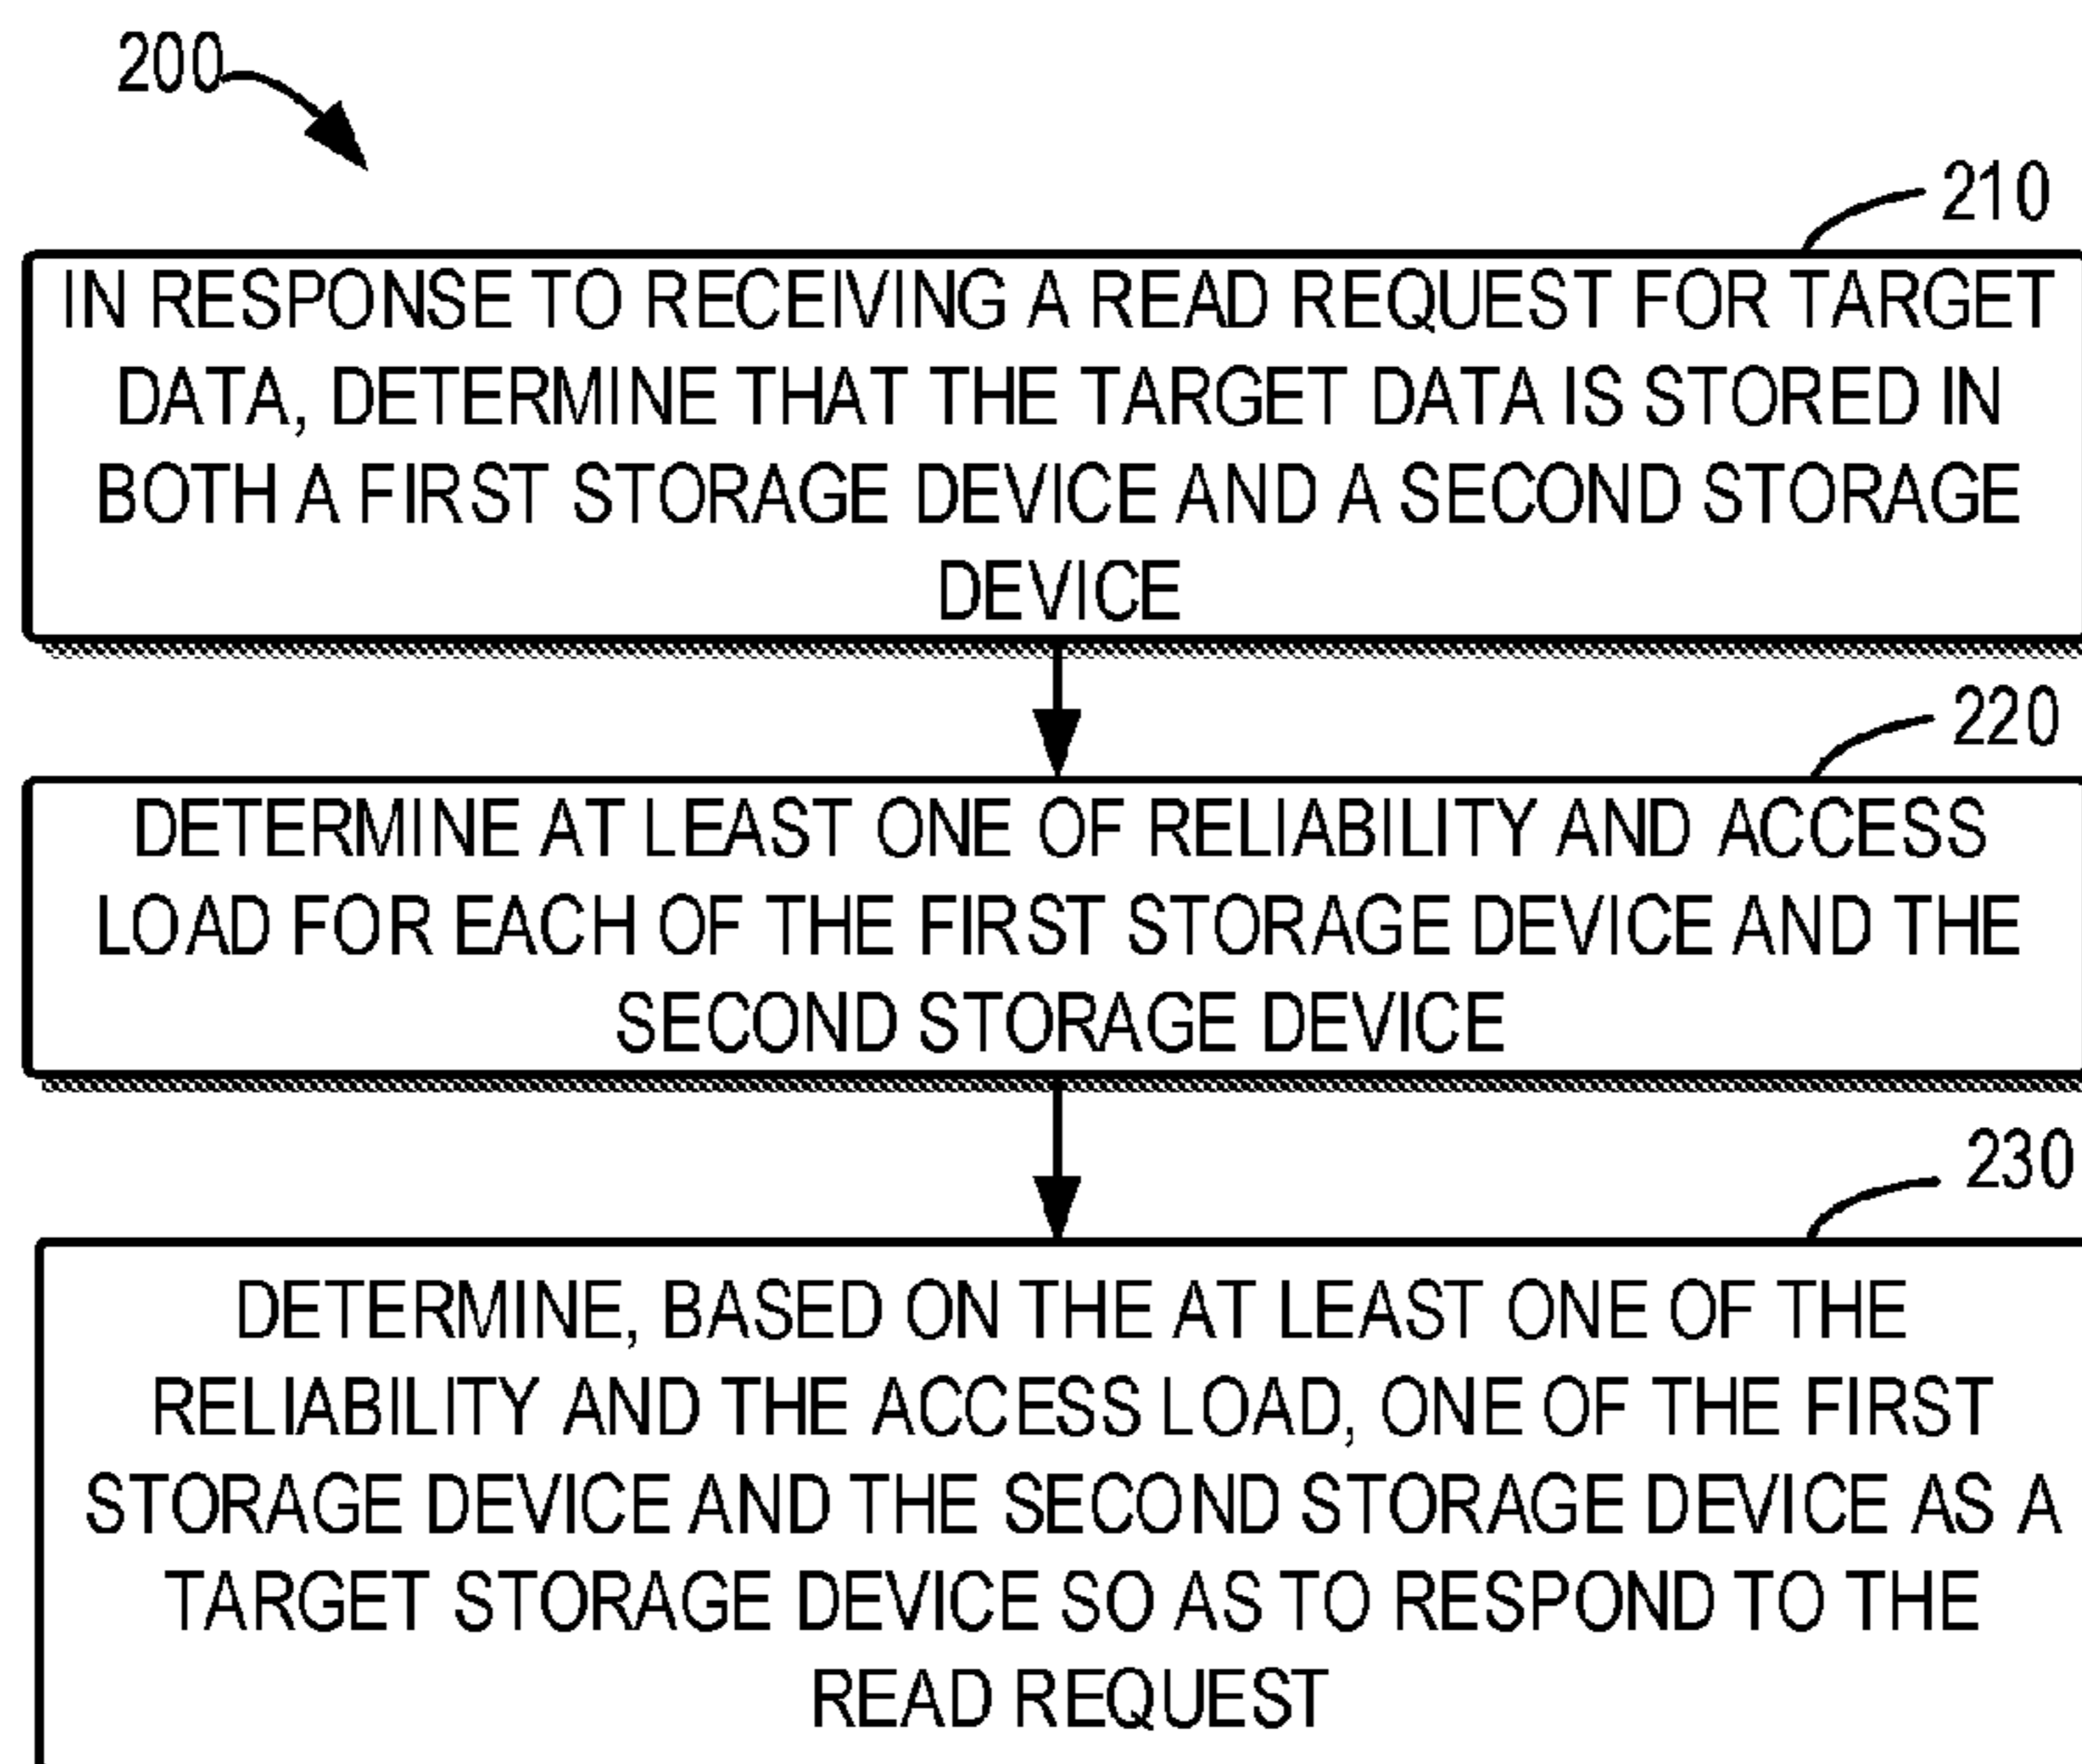 200
210
IN RESPONSE TO RECEIVING A READ REQUEST FOR TARGET
DATA, DETERMINE THAT THE TARGET DATA IS STORED IN
BOTH A FIRST STORAGE DEVICE AND A SECOND STORAGE
DEVICE
220
DETERMINE AT LEAST ONE OF RELIABILITY AND ACCESS
LOAD FOR EACH OF THE FIRST STORAGE DEVICE AND THE
SECOND STORAGE DEVICE
230
DETERMINE, BASED ON THE AT LEAST ONE OF THE
RELIABILITY AND THE ACCESS LOAD, ONE OF THE FIRST
STORAGE DEVICE AND THE SECOND STORAGE DEVICE AS A
TARGET STORAGE DEVICE SO AS TO RESPOND TO THE
READ REQUEST